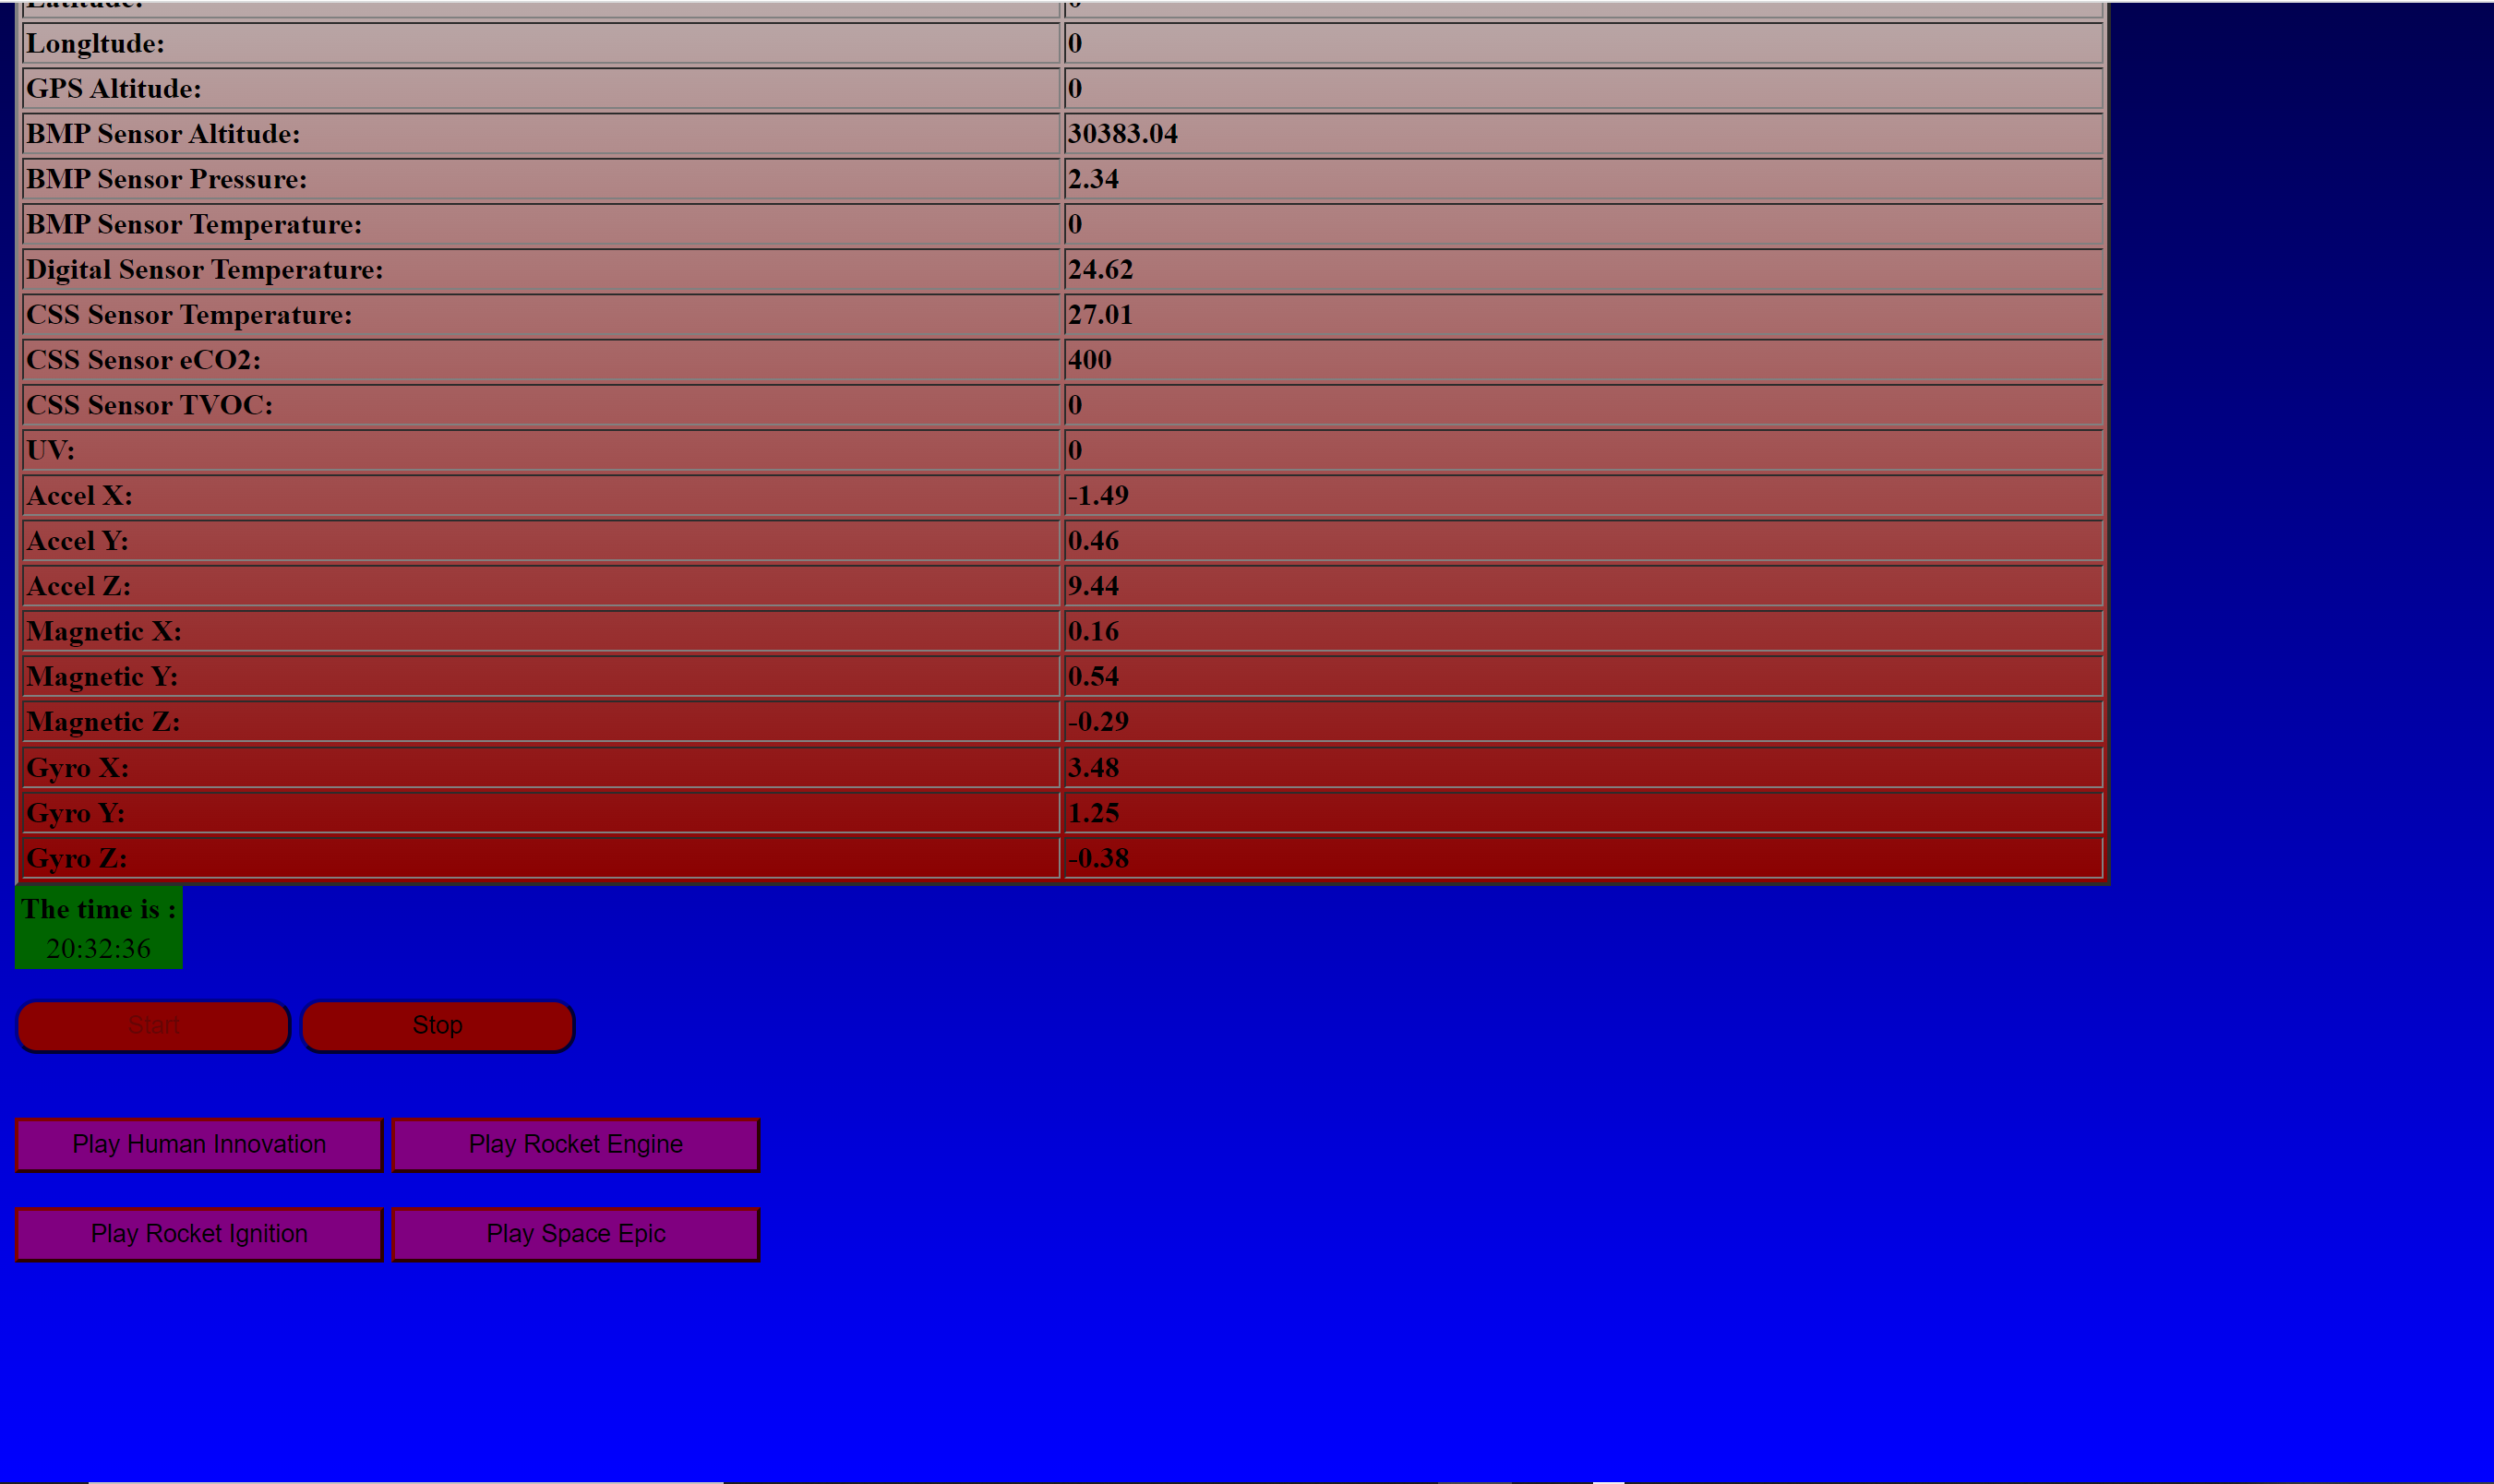 Latitude: 0
Longltude: 0
GPS Altitude: 0
BMP Sensor Altitude: 30383.04
BMP Sensor Pressure: 2.34
BMP Sensor Temperature: 0
Digital Sensor Temperature: 24.62
CSS Sensor Temperature: 27.01
CSS Sensor eCO2: 400
CSS Sensor TVOC: 0
UV: 0
Accel X: -1.49
Accel Y: 0.46
Accel Z: 9.44
Magnetic X: 0.16
Magnetic Y: 0.54
Magnetic Z: -0.29
Gyro X: 3.48
Gyro Y: 1.25
Gyro Z: -0.38
The time is :
20:32:36
Start Stop
Play Human Innovation Play Rocket Engine
Play Rocket Ignition Play Space Epic